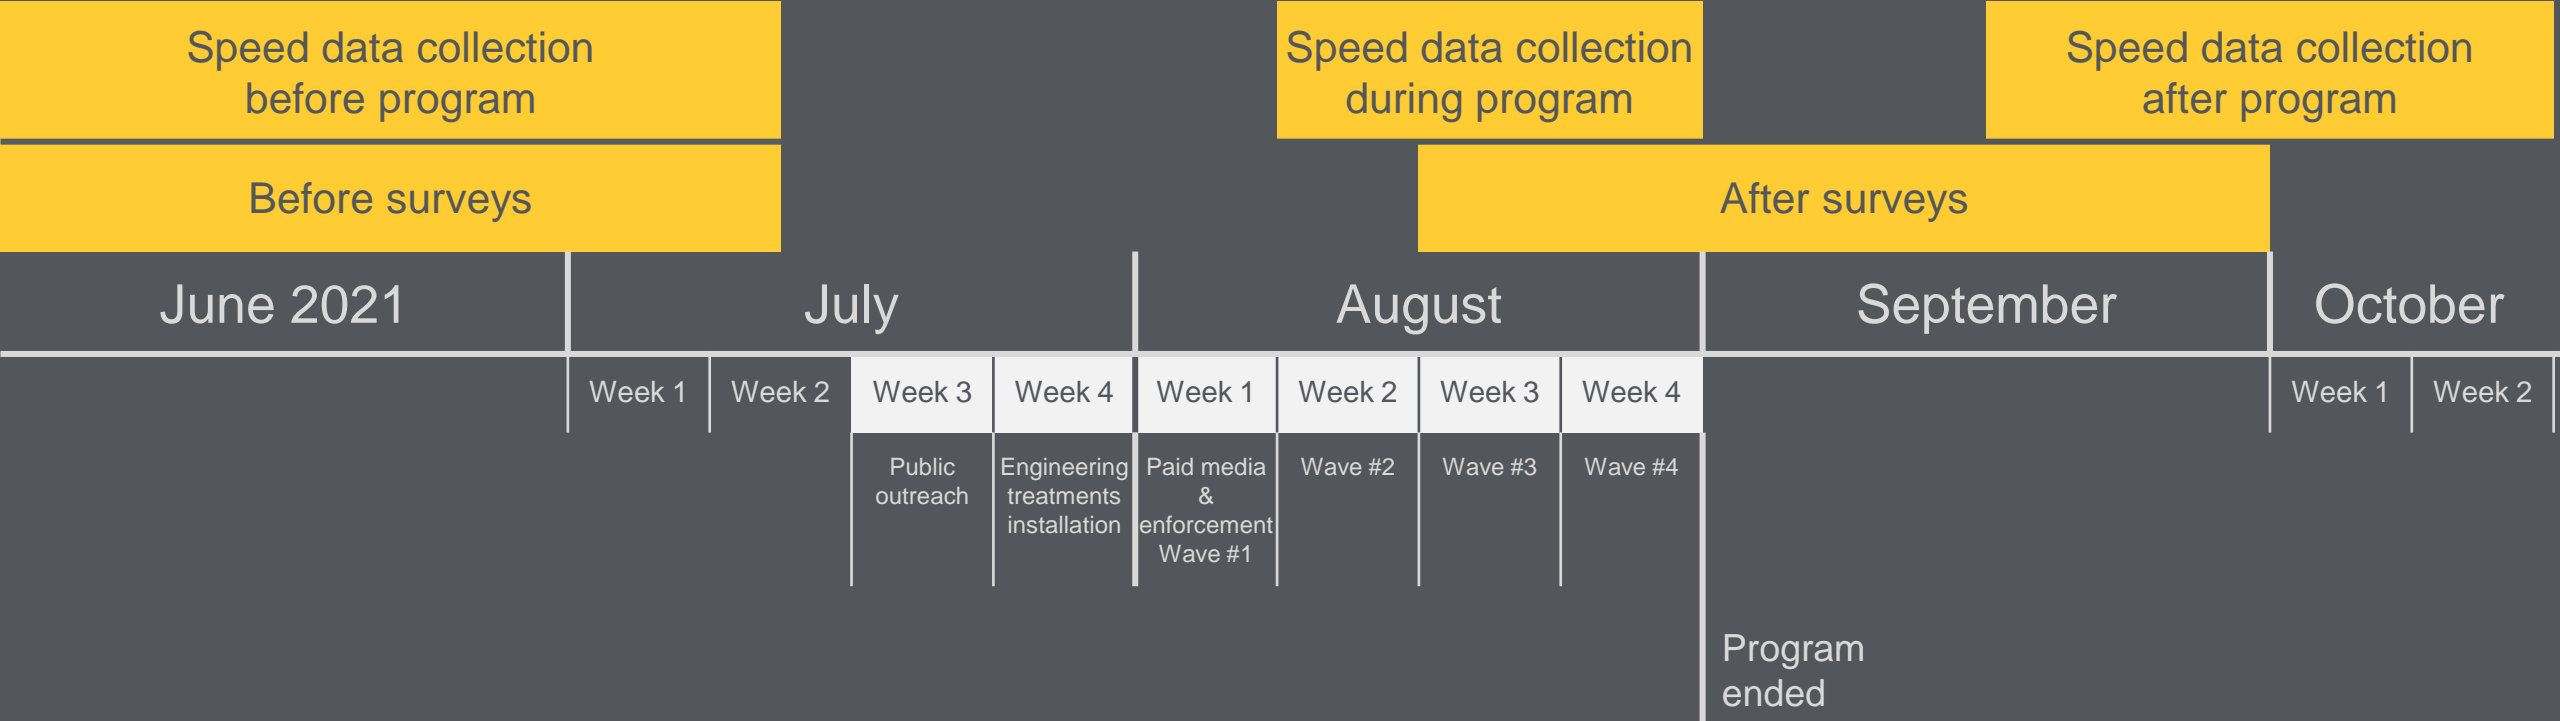 Speed data collection
before program
Speed data collection
during program
Speed data collection
after program
Before surveys
After surveys
June 2021
July
August
September
October
Week 1
Week 2
Week 3
Week 4
Week 1
Week 2
Week 3
Week 4
Week 1
Week 2
Public
outreach
Engineering
treatments
installation
Paid media
&
enforcement
Wave #1
Wave #2
Wave #3
Wave #4
Program
ended